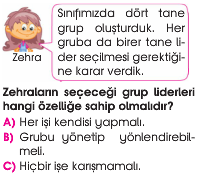 Sınıfımızda dört tane
grup oluşturduk. Her
gruba da birer tane li-
der seçilmesi gerektiği-
ne karar verdik.
Zehra
Zehraların seçeceği grup liderleri
hangi özelliğe sahip olmalıdır?
A) Her işi kendisi yapmalı.
B) Grubu yönetip yönlendirebil-
meli.
C) Hiçbir işe karışmamalı.